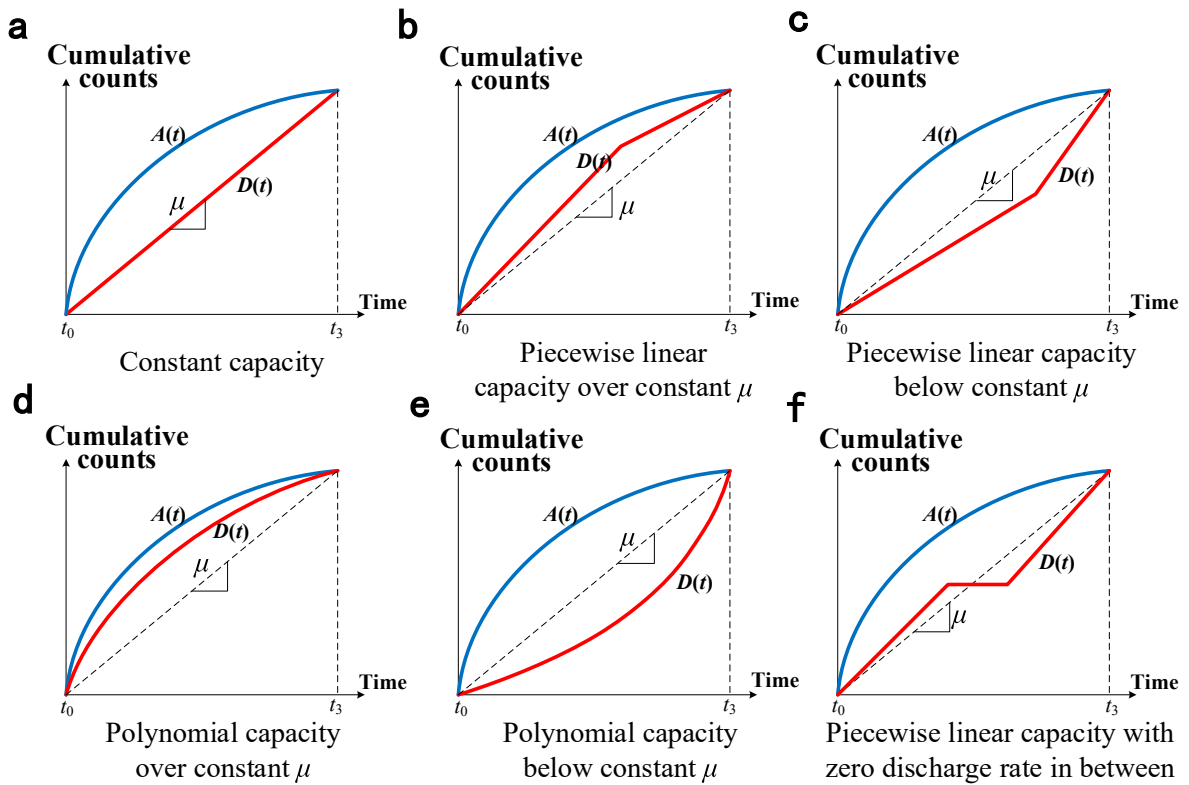 a
Cumulative
counts
A(t)
D(t)
μ
Time
t0
t3
Constant capacity
b
Cumulative
counts
A(t)
D(t)
μ
Time
t0
t3
Piecewise linear
capacity over constant μ
c
Cumulative
counts
A(t)
μ
D(t)
Time
t0
t3
Piecewise linear capacity
below constant μ
d
Cumulative
counts
A(t)
D(t)
μ
Time
t0
t3
Polynomial capacity
over constant μ
e
Cumulative
counts
A(t)
μ
D(t)
Time
t0
t3
Polynomial capacity
below constant μ
f
Cumulative
counts
A(t)
D(t)
μ
Time
t0
t3
Piecewise linear capacity with
zero discharge rate in between